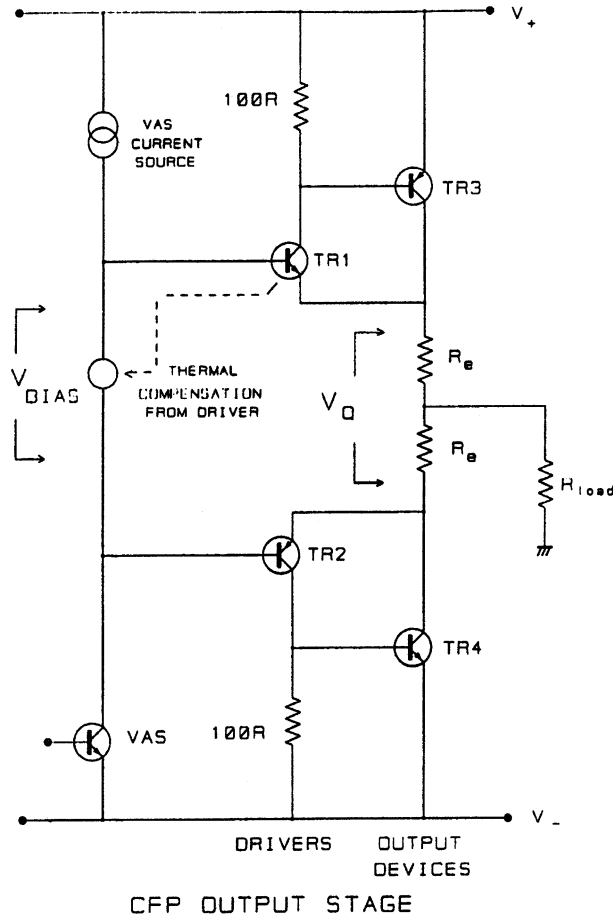 V+
100R
VAS
CURRENT
SOURCE
TR3
TR1
VBIAS
THERMAL
COMPENSATION
FROM DRIVER
VQ
Re
Re
Rload
TR2
TR4
VAS
100R
V-
DRIVERS
OUTPUT
DEVICES
CFP OUTPUT STAGE